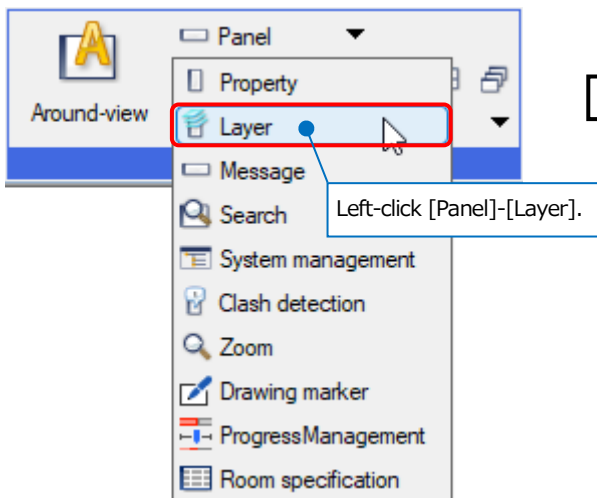 Panel
Around-view
Property
Layer
Message
Left-click [Panel]-[Layer].
Search
System management
Clash detection
Zoom
Drawing marker
ProgressManagement
Room specification